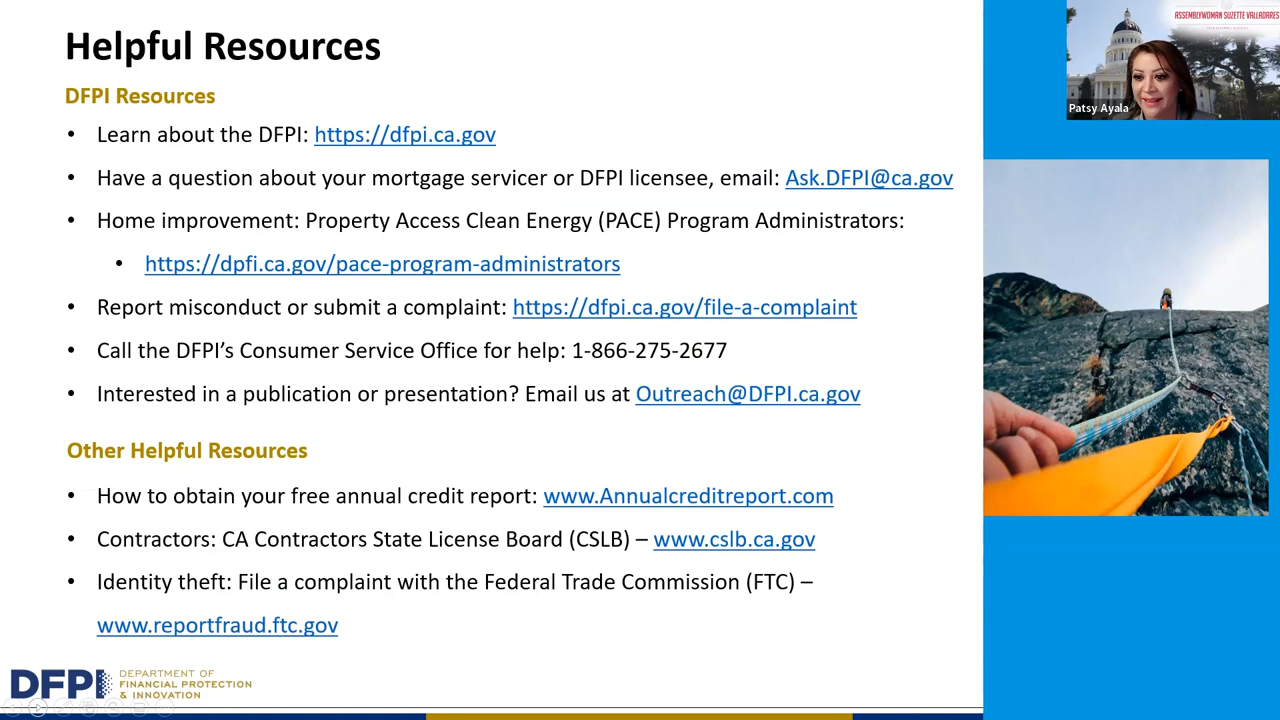 Helpful Resources
DFPI Resources
• Learn about the DFPI: https://dfpi.ca.gov
• Have a question about your mortgage servicer or DFPI licensee, email: Ask.DFPI@ca.gov
• Home improvement: Property Access Clean Energy (PACE) Program Administrators:
• https://dpfi.ca.gov/pace-program-administrators
• Report misconduct or submit a complaint: https://dfpi.ca.gov/file-a-complaint
• Call the DFPI’s Consumer Service Office for help: 1-866-275-2677
• Interested in a publication or presentation? Email us at Outreach@DFPI.ca.gov
Other Helpful Resources
• How to obtain your free annual credit report: www.Annualcreditreport.com
• Contractors: CA Contractors State License Board (CSLB) – www.cslb.ca.gov
• Identity theft: File a complaint with the Federal Trade Commission (FTC) –
www.reportfraud.ftc.gov
DFPI
DEPARTMENT OF
FINANCIAL PROTECTION
& INNOVATION
ASSEMBLYWOMAN SUZETTE VALLADARES
Patsy Ayala